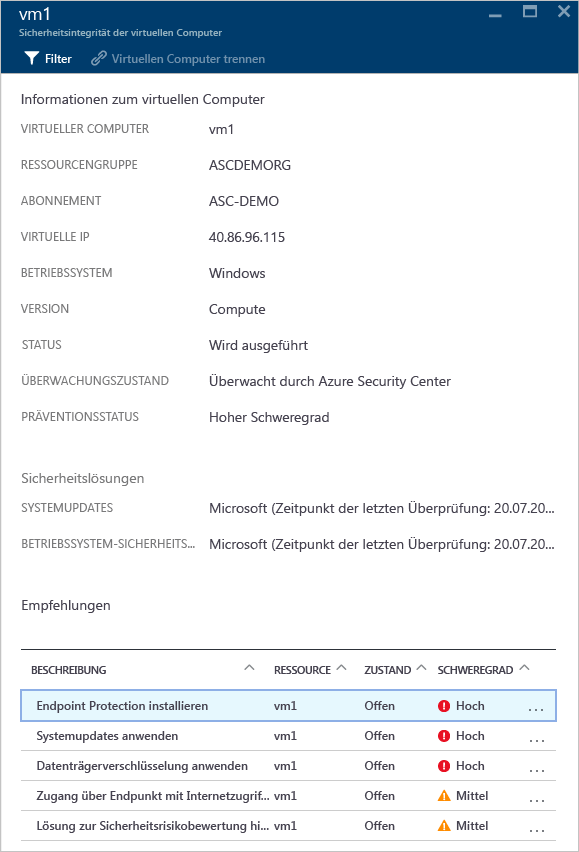 vm1
Sicherheitsintegrität der virtuellen Computer
Filter Virtuellen Computer trennen
Informationen zum virtuellen Computer
VIRTUELLER COMPUTER vm1
RESSOURCENGRUPPE ASCDEMORG
ABONNEMENT ASC-DEMO
VIRTUELLE IP 40.86.96.115
BETRIEBSSYSTEM Windows
VERSION Compute
STATUS Wird ausgeführt
ÜBERWACHUNGSZUSTAND Überwacht durch Azure Security Center
PRÄVENTIONSSTATUS Hoher Schweregrad
Sicherheitslösungen
SYSTEMUPDATES Microsoft (Zeitpunkt der letzten Überprüfung: 20.07.20...
BETRIEBSSYSTEM-SICHERHEITS... Microsoft (Zeitpunkt der letzten Überprüfung: 20.07.20...
Empfehlungen
BESCHREIBUNG RESSOURCE ZUSTAND SCHWEREGRAD
Endpoint Protection installieren vm1 Offen Hoch ...
Systemupdates anwenden vm1 Offen Hoch ...
Datenträgerverschlüsselung anwenden vm1 Offen Hoch ...
Zugang über Endpunkt mit Internetzugrif... vm1 Offen Mittel ...
Lösung zur Sicherheitsrisikobewertung hi... vm1 Offen Mittel ...